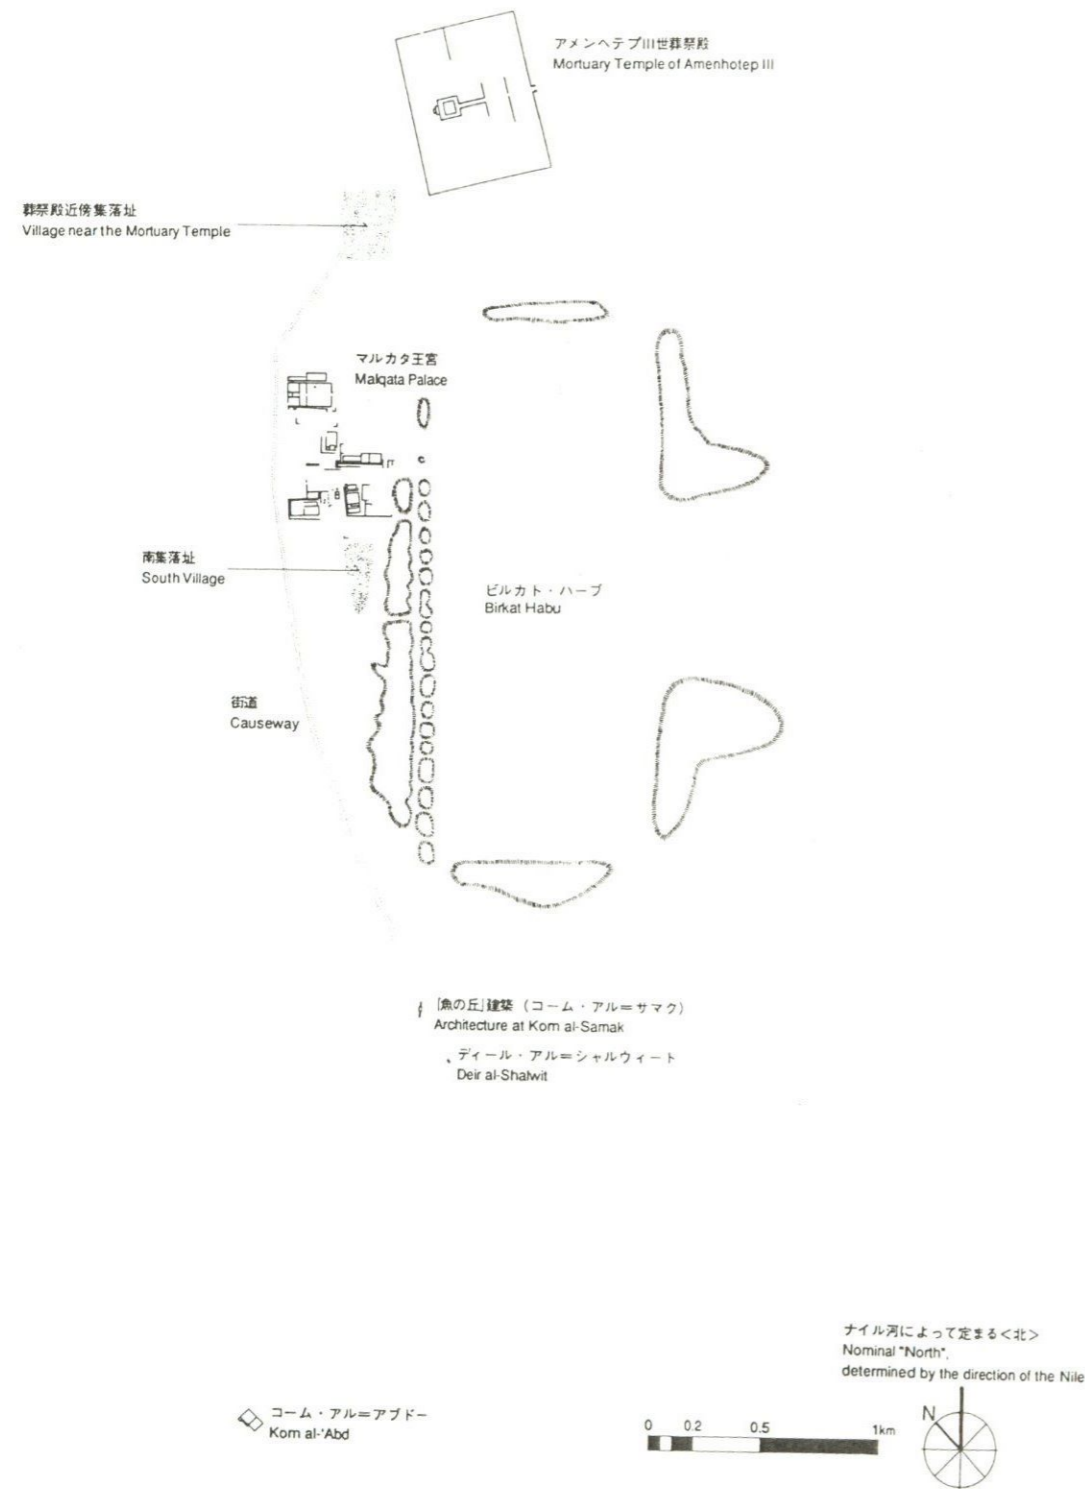 アメンヘテプIII世葬祭殿
Mortuary Temple of Amenhotep III
葬祭殿近傍集落址
Village near the Mortuary Temple
マルカタ王宮
Malqata Palace
南集落址
South Village
ビルカト・ハーブ
Birkat Habu
街道
Causeway
「魚の丘」建築（コーム・アル＝サマク）
Architecture at Kom al-Samak
ディール・アル＝シャルウィート
Deir al-Shalwit
ナイル河によって定まる<北>
Nominal "North",
determined by the direction of the Nile
コーム・アル＝アブドー
Kom al-'Abd
0 0.2 0.5 1km
N